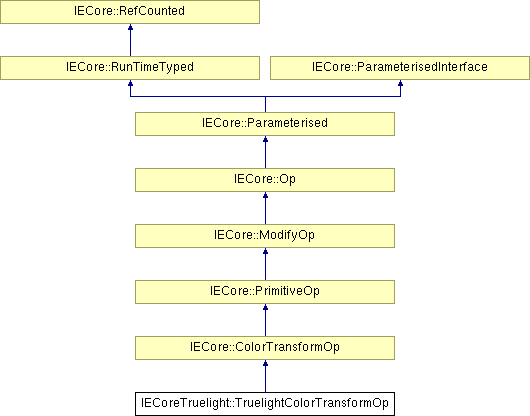 IECore::RefCounted
IECore::RunTimeTyped
IECore::ParameterisedInterface
IECore::Parameterised
IECore::Op
IECore::ModifyOp
IECore::PrimitiveOp
IECore::ColorTransformOp
IECoreTruelight::TruelightColorTransformOp